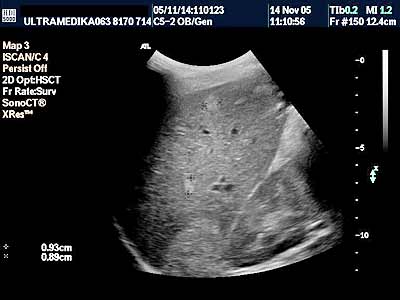 05/11/14:110123 14 Nov 05 TIb0.2 MI 1.2
ULTRAMEDIKA063 8170 714 C5-2 OB/Gen 11:10:56 Fr #150 12.4cm
Map 3
ISCAN/C 4
Persist Off
2D Opt:HSCT
Fr Rate:Surv
SonoCT®
XRes™
ATL
0
5
10
0.93cm
0.89cm